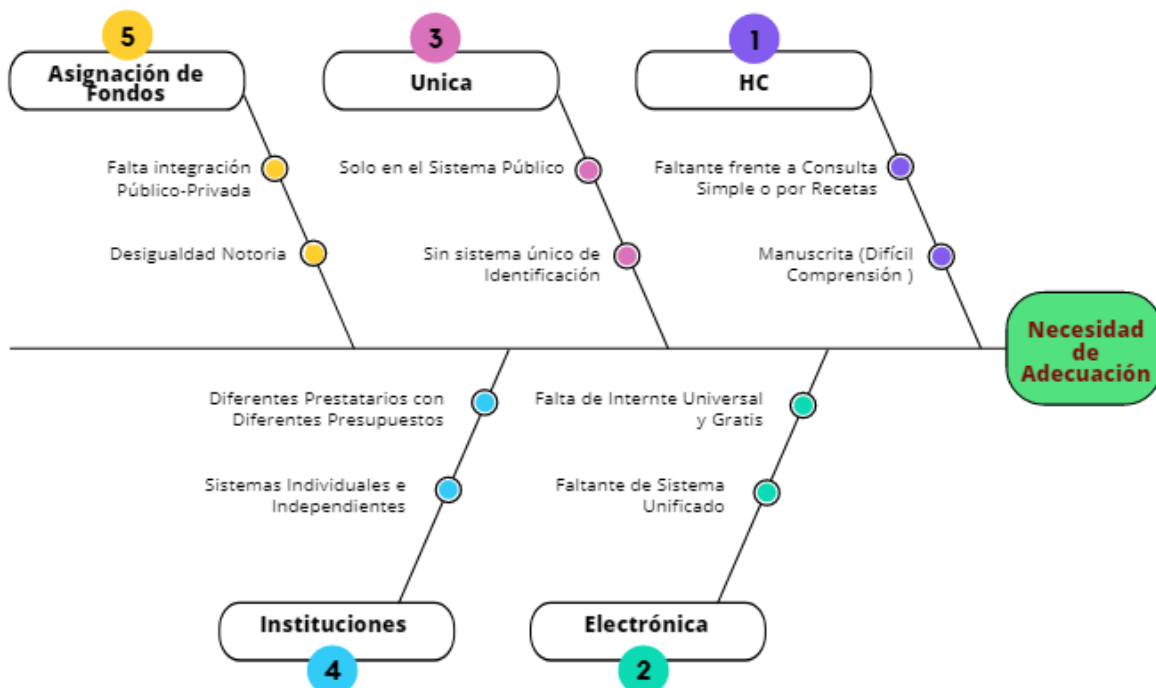 5
Asignación de
Fondos
Falta integración
Público-Privada
Desigualdad Notoria
3
Unica
Solo en el Sistema Público
Sin sistema único de
Identificación
1
HC
Faltante frente a Consulta
Simple o por Recetas
Manuscrita (Difícil
Comprensión )
Necesidad
de
Adecuación
Diferentes Prestatarios con
Diferentes Presupuestos
Sistemas Individuales e
Independientes
Instituciones
4
Falta de Internte Universal
y Gratis
Faltante de Sistema
Unificado
Electrónica
2